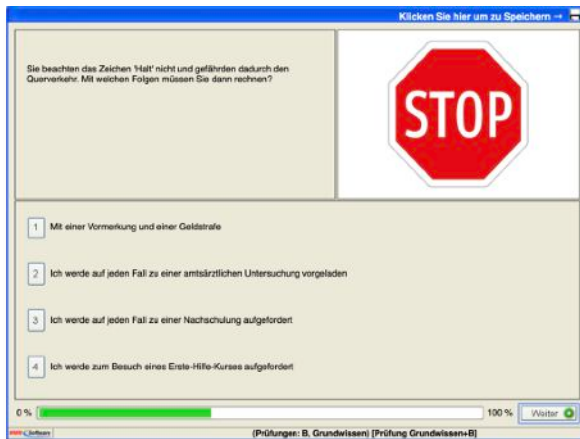 Klicken Sie hier um zu Speichern →
Sie beachten das Zeichen 'Halt' nicht und gefährden dadurch den
Querverkehr. Mit welchen Folgen müssen Sie dann rechnen?
STOP
1 Mit einer Vormerkung und einer Geldstrafe
2 Ich werde auf jeden Fall zu einer amtsärztlichen Untersuchung vorgeladen
3 Ich werde auf jeden Fall zu einer Nachschulung aufgefordert
4 Ich werde zum Besuch eines Erste-Hilfe-Kurses aufgefordert
0 % 100 % Weiter
Software (Prüfungen: B, Grundwissen) [Prüfung Grundwissen+B]